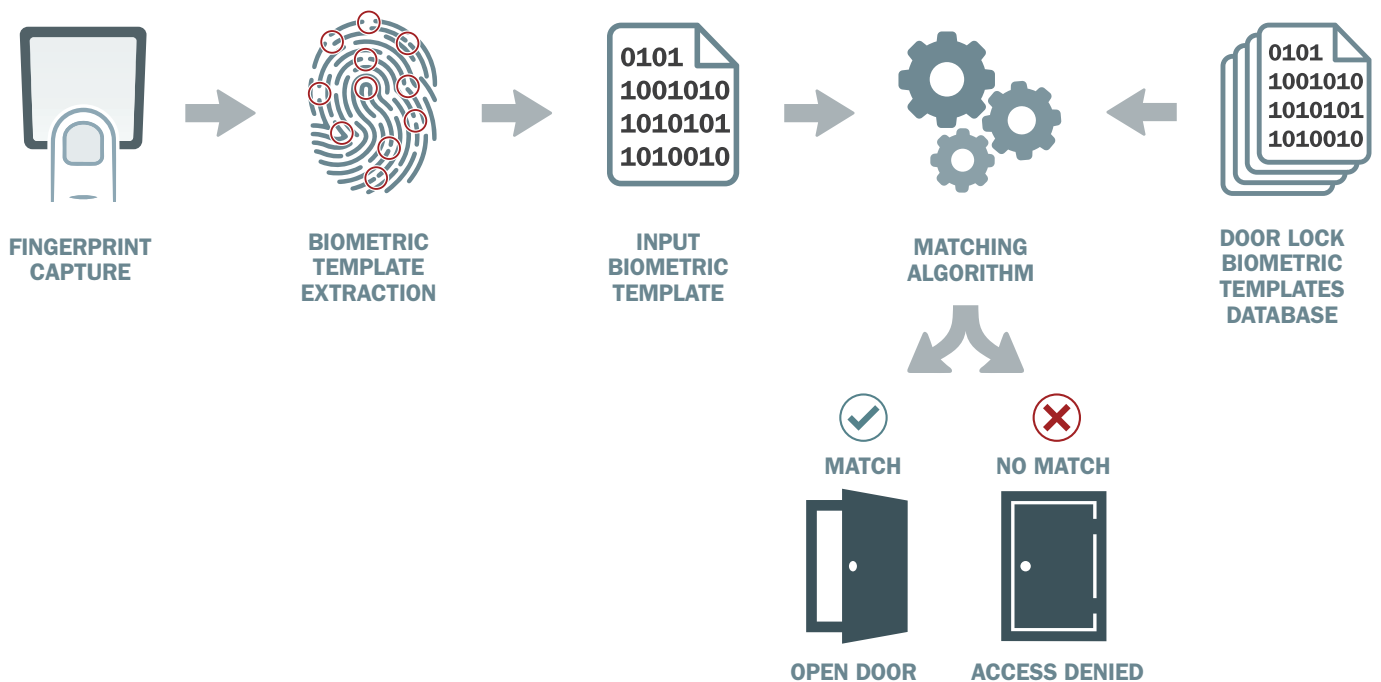 0101
1001010
1010101
1010010
0101
1001010
1010101
1010010
FINGERPRINT
CAPTURE
BIOMETRIC
TEMPLATE
EXTRACTION
INPUT
BIOMETRIC
TEMPLATE
MATCHING
ALGORITHM
DOOR LOCK
BIOMETRIC
TEMPLATES
DATABASE
MATCH
NO MATCH
OPEN DOOR
ACCESS DENIED